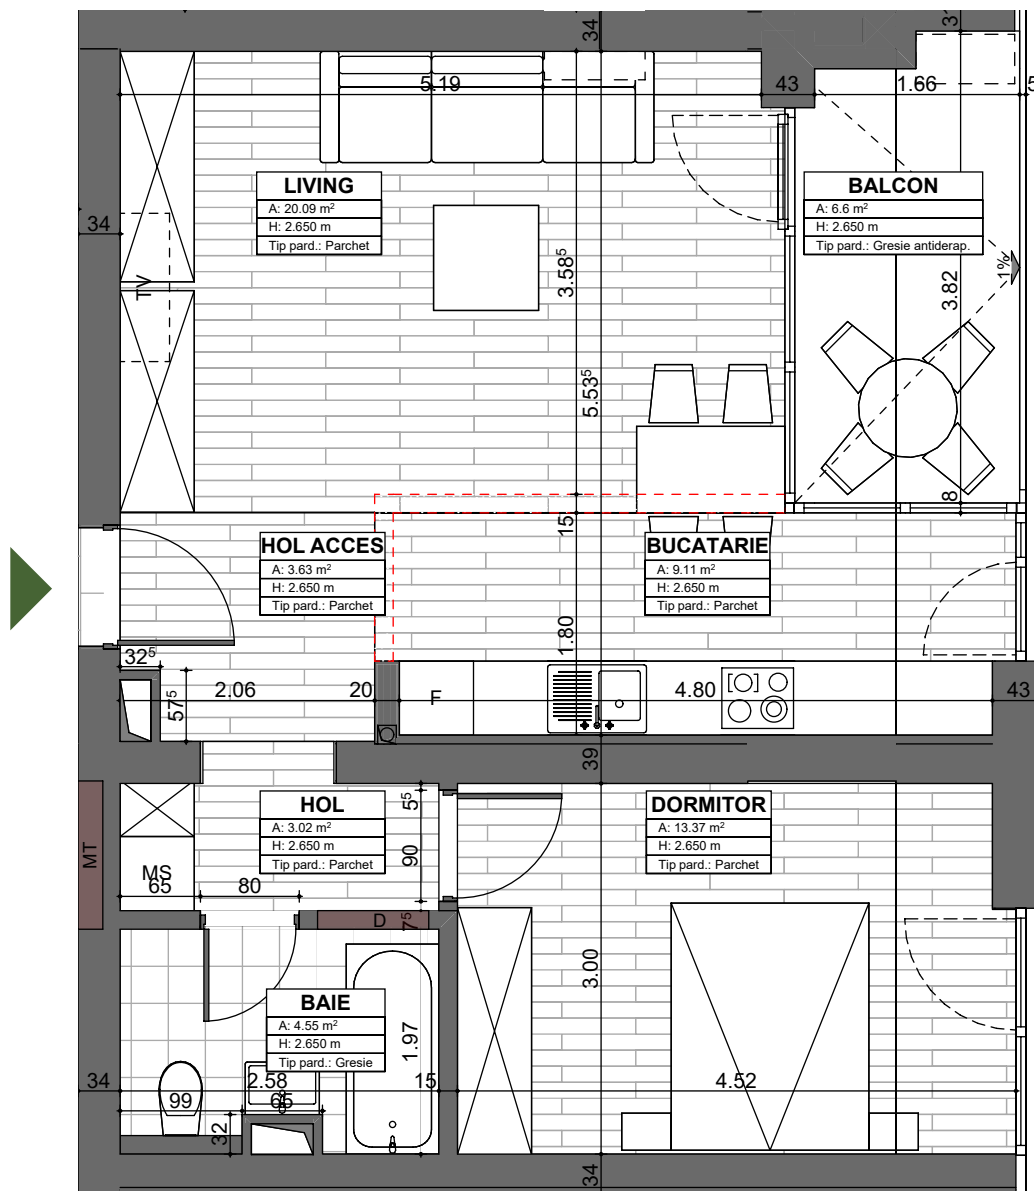 34
31
5.19
43
1.66
5
LIVING
A: 20.09 m²
H: 2.650 m
Tip pard.: Parchet
BALCON
A: 6.6 m²
H: 2.650 m
Tip pard.: Gresie antiderap.
34
TV
3.58⁵
1%
3.82
5.53⁵
8
15
HOL ACCES
A: 3.63 m²
H: 2.650 m
Tip pard.: Parchet
BUCATARIE
A: 9.11 m²
H: 2.650 m
Tip pard.: Parchet
1.80
32⁵
57⁵
2.06
20
F
4.80
43
39
HOL
A: 3.02 m²
H: 2.650 m
Tip pard.: Parchet
5⁵
DORMITOR
A: 13.37 m²
H: 2.650 m
Tip pard.: Parchet
MT
MS
65
80
90
D
7⁵
3.00
BAIE
A: 4.55 m²
H: 2.650 m
Tip pard.: Gresie
1.97
34
2.58
15
4.52
99
65
32
34